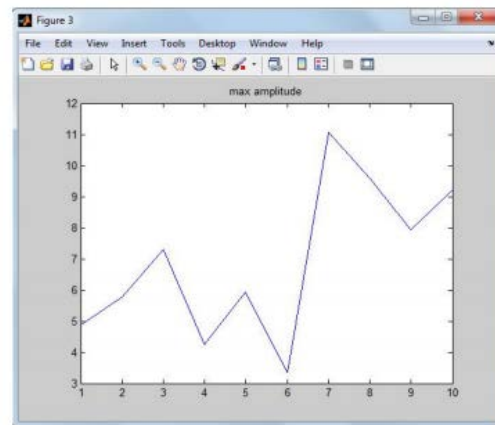 Figure 3
File Edit View Insert Tools Desktop Window Help
max amplitude
12
11
10
9
8
7
6
5
4
3
1 2 3 4 5 6 7 8 9 10